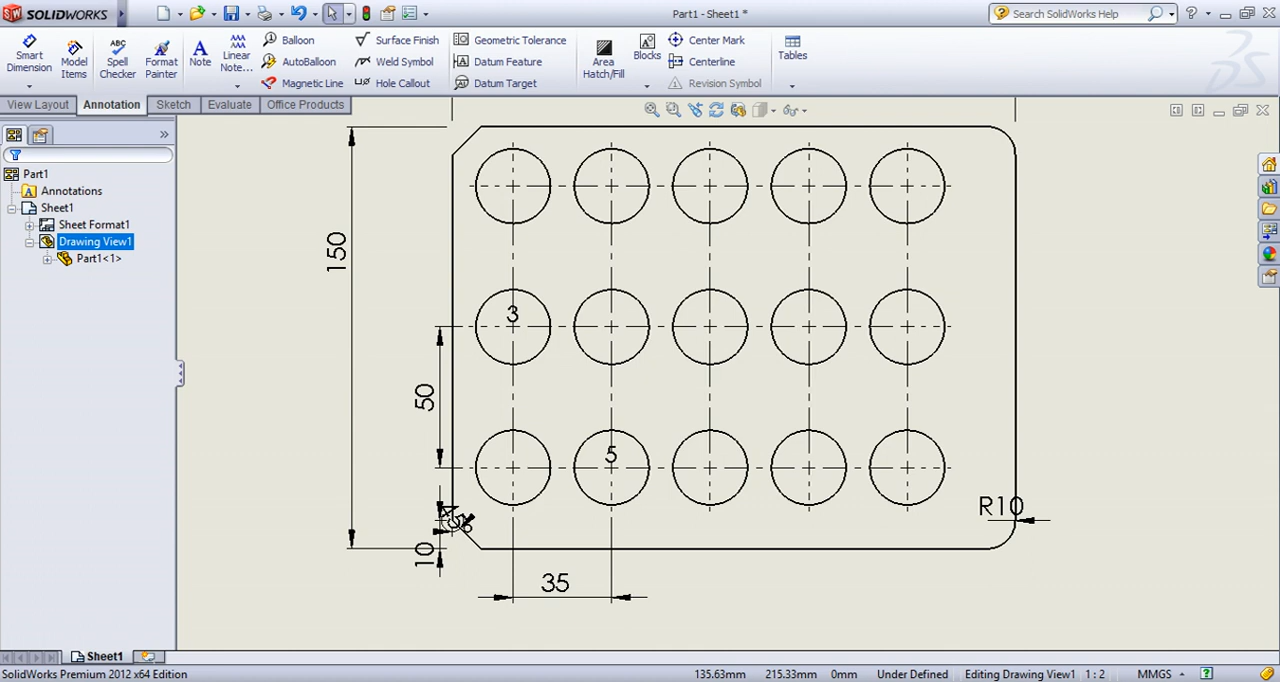 SW SOLIDWORKS
Part1 - Sheet1 *
Search SolidWorks Help
Smart Dimension
Model Items
ABC
Spell Checker
Format Painter
A
Note
Linear Note...
Balloon
AutoBalloon
Magnetic Line
Surface Finish
Weld Symbol
Hole Callout
Geometric Tolerance
Datum Feature
Datum Target
Area Hatch/Fill
Blocks
Center Mark
Centerline
Revision Symbol
Tables
View Layout
Annotation
Sketch
Evaluate
Office Products
Part1
Annotations
Sheet1
Sheet Format1
Drawing View1
Part1<1>
150
3
50
5
R10
10
35
Sheet1
SolidWorks Premium 2012 x64 Edition
135.63mm
215.33mm
0mm
Under Defined
Editing Drawing View1
1 : 2
MMGS